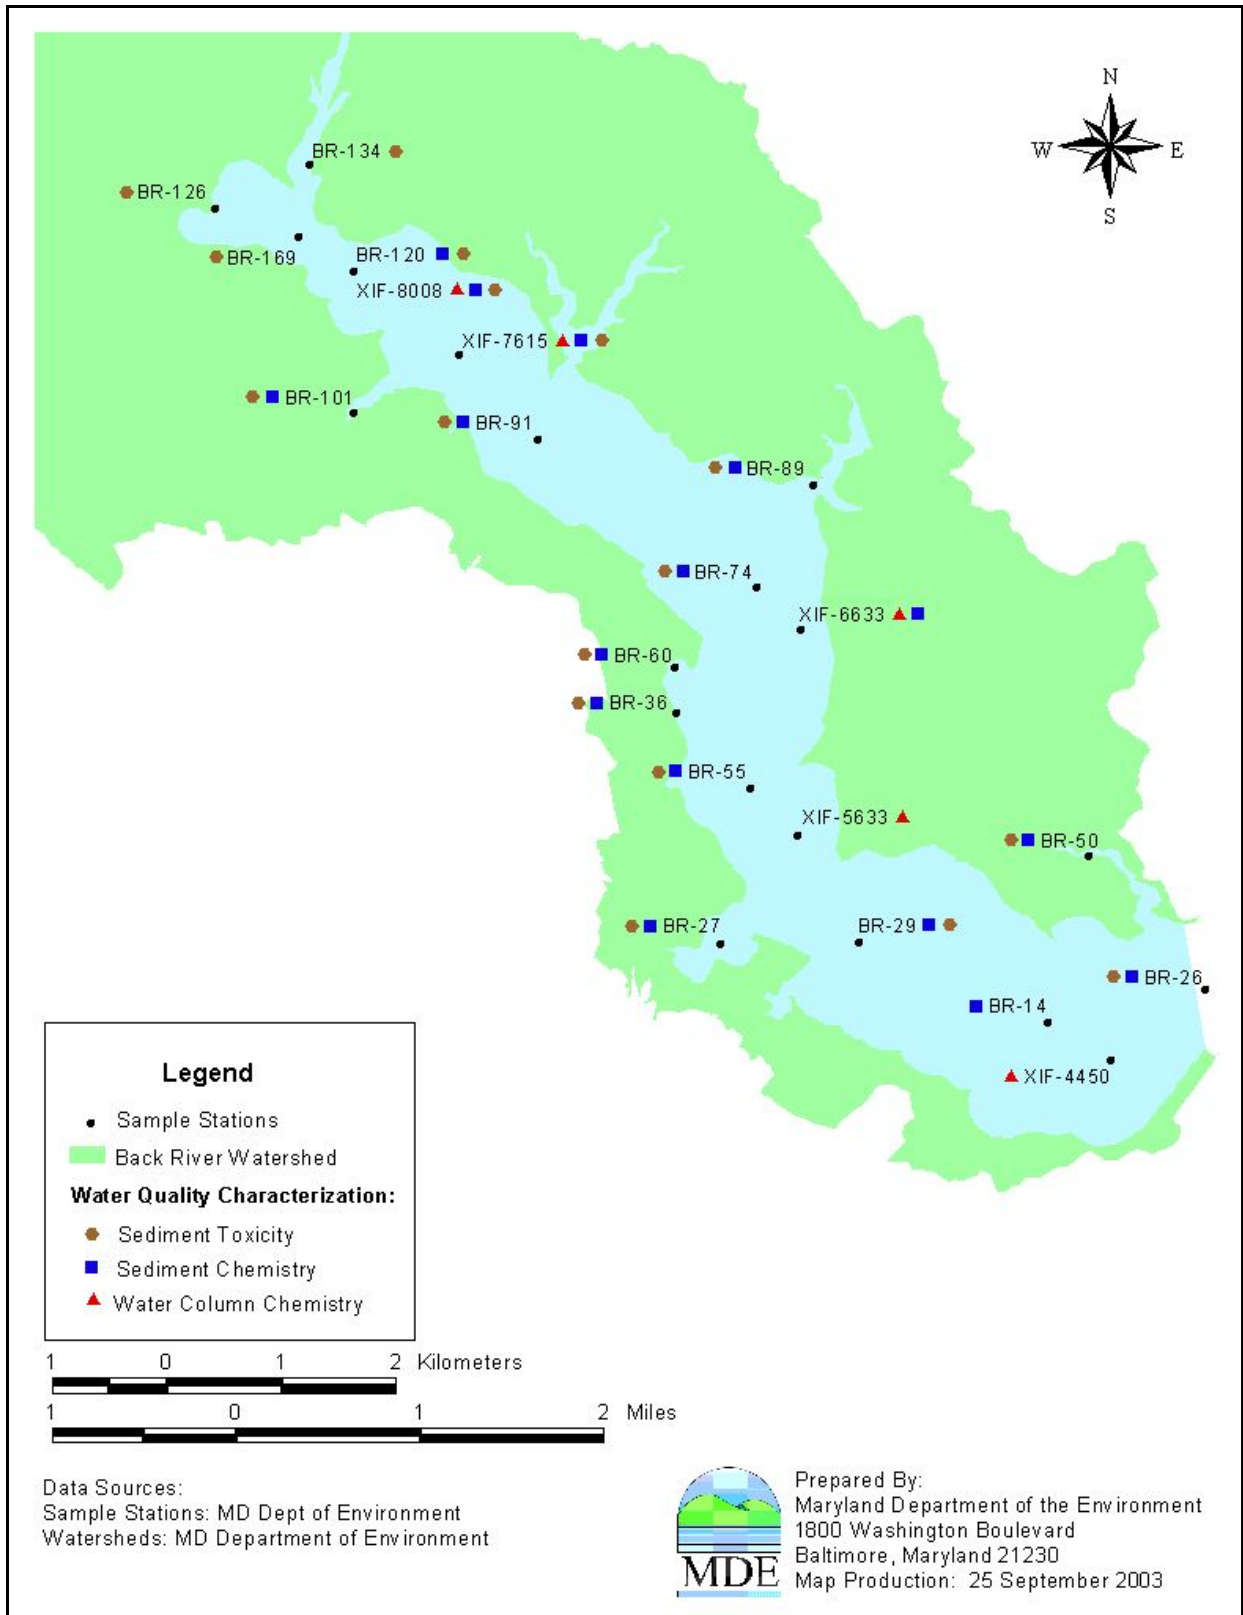 N
W E
S
BR-134
BR-126
BR-169
BR-120
XIF-8008
XIF-7615
BR-101
BR-91
BR-89
BR-74
XIF-6633
BR-60
BR-36
BR-55
XIF-5633
BR-50
BR-27
BR-29
BR-26
BR-14
XIF-4450
Legend
Sample Stations
Back River Watershed
Water Quality Characterization:
Sediment Toxicity
Sediment Chemistry
Water Column Chemistry
1 0 1 2 Kilometers
1 0 1 2 Miles
Data Sources:
Sample Stations: MD Dept of Environment
Watersheds: MD Department of Environment
MDE
Prepared By:
Maryland Department of the Environment
1800 Washington Boulevard
Baltimore, Maryland 21230
Map Production: 25 September 2003